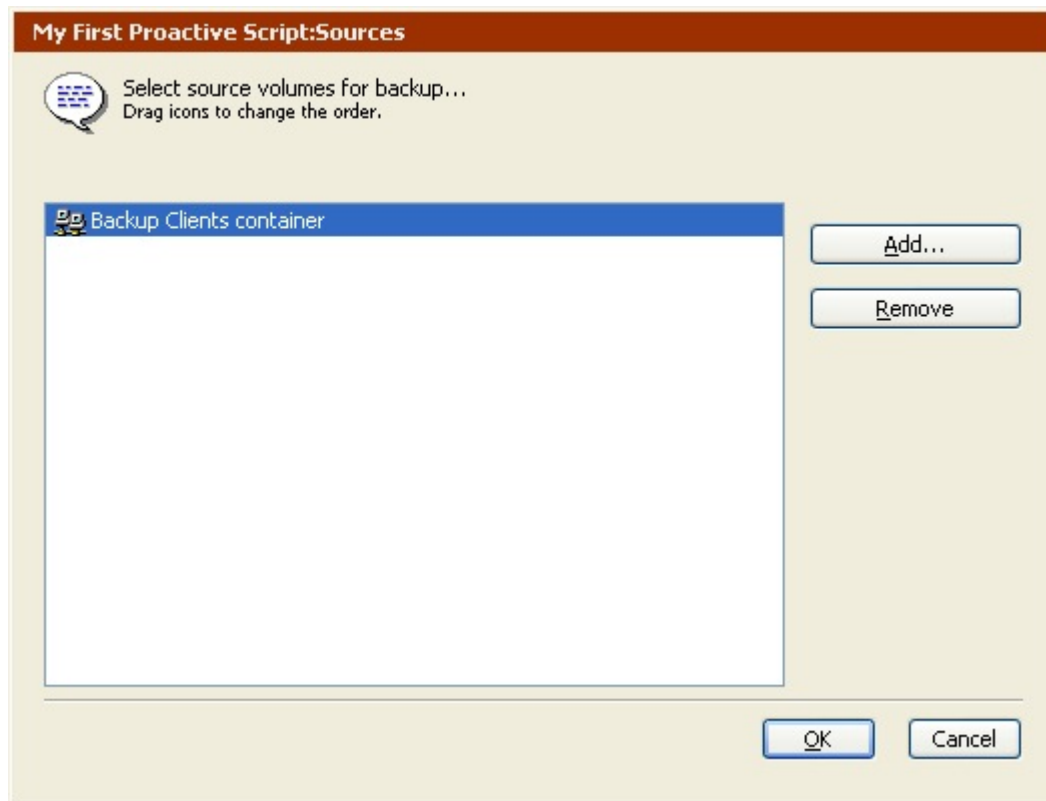 My First Proactive Script:Sources
Select source volumes for backup...
Drag icons to change the order.
Backup Clients container
Add...
Remove
OK
Cancel